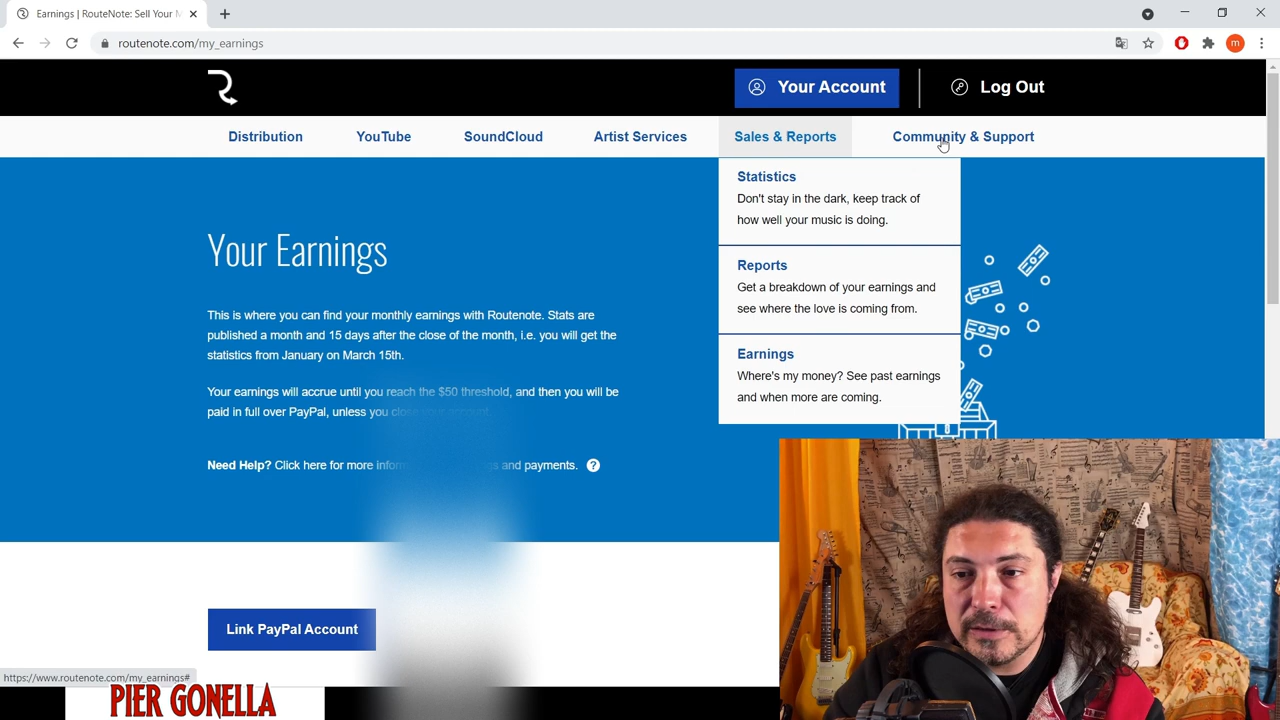 Earnings | RouteNote: Sell Your M
routenote.com/my_earnings
m
Your Account
Log Out
Distribution
YouTube
SoundCloud
Artist Services
Sales & Reports
Community & Support
Statistics
Don't stay in the dark, keep track of
how well your music is doing.
Reports
Get a breakdown of your earnings and
see where the love is coming from.
Earnings
Where's my money? See past earnings
and when more are coming.
Your Earnings
This is where you can find your monthly earnings with Routenote. Stats are
published a month and 15 days after the close of the month, i.e. you will get the
statistics from January on March 15th.
Your earnings will accrue until you reach the $50 threshold, and then you will be
paid in full over PayPal, unless you close your account.
Need Help? Click here for more and payments. ?
Link PayPal Account
https://www.routenote.com/my_earnings#
PIER GONELLA